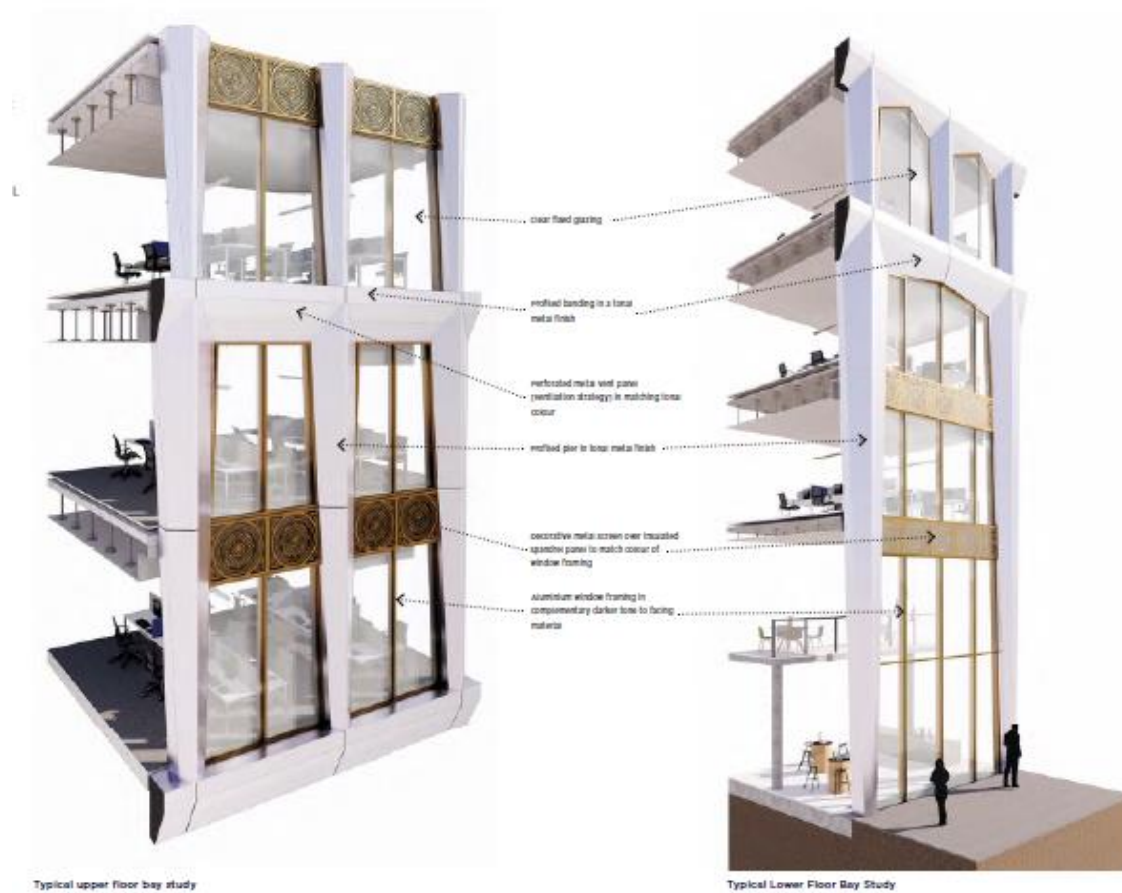 Clear fixed glazing
Profiled banding in a tonal
metal finish
Perforated metal vent panel
(ventilation strategy) in matching tonal
colour
Profiled pier in tonal metal finish
Decorative metal screen over insulated
spandrel panel to match colour of
window framing
Aluminium window framing in
complementary darker tone to facing
material
Typical upper floor bay study
Typical Lower Floor Bay Study